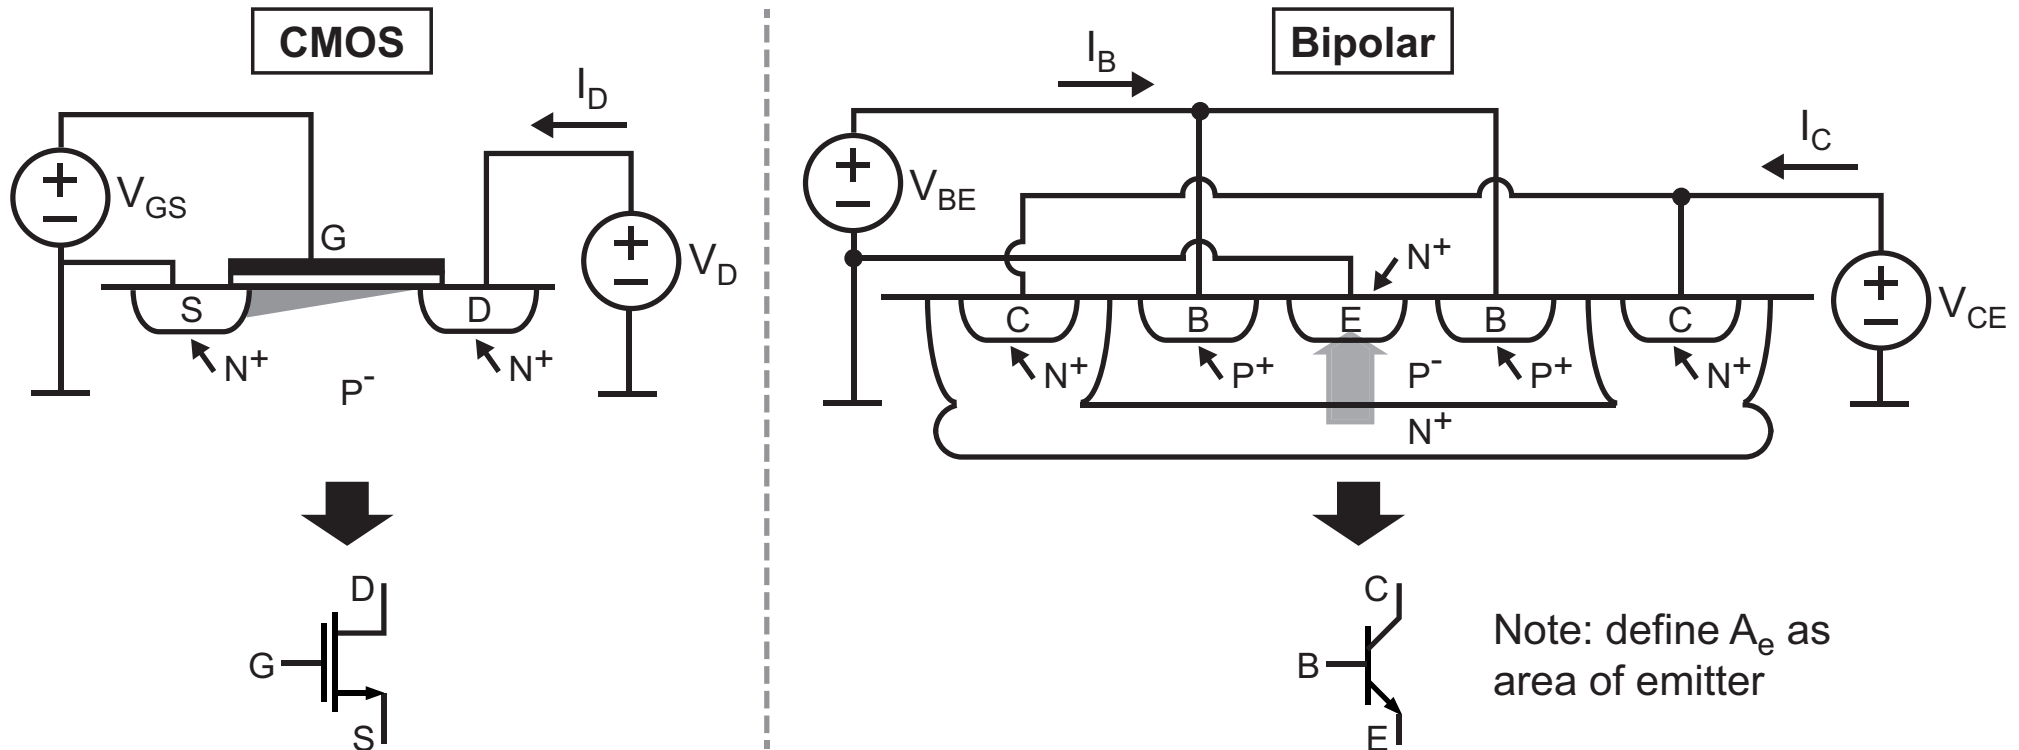 CMOS
I_D
V_GS
G
V_D
S
D
N+
N+
P-
D
G
S
Bipolar
I_B
I_C
V_BE
N+
V_CE
C
B
E
B
C
N+
P+
P-
P+
N+
N+
C
B
E
Note: define A_e as
area of emitter